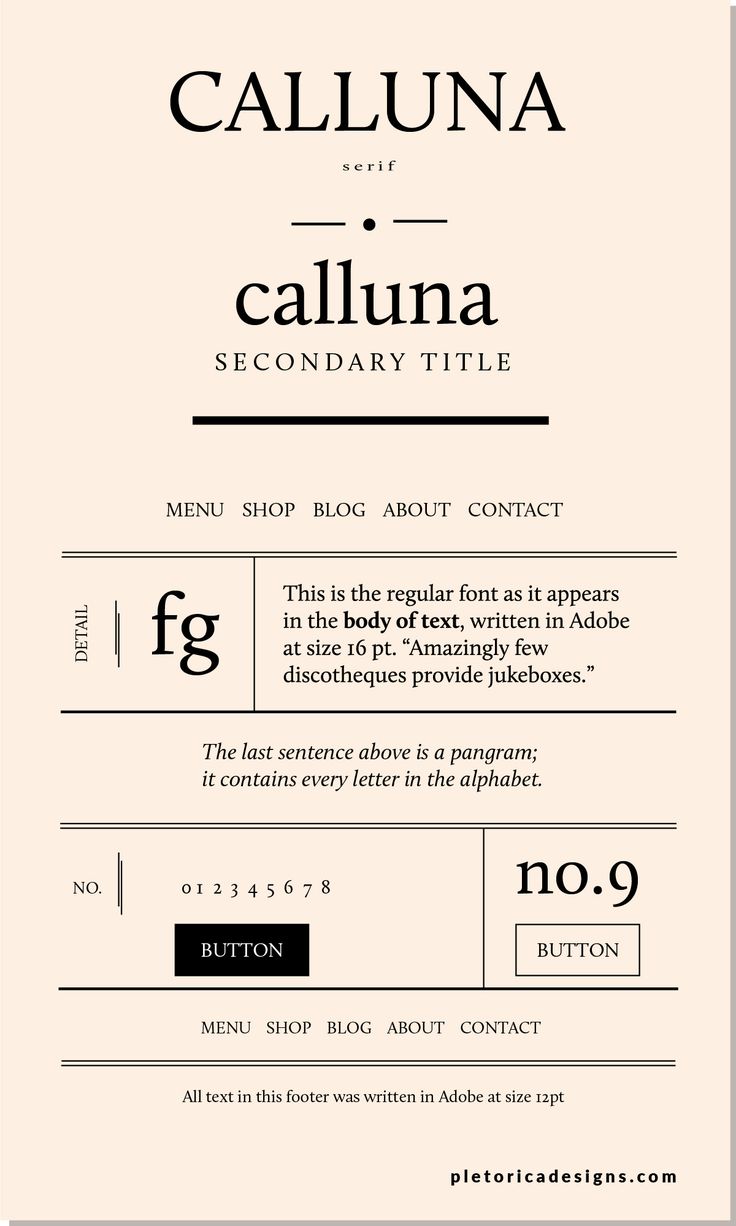 CALLUNA
serif
calluna
SECONDARY TITLE
MENU SHOP BLOG ABOUT CONTACT
DETAIL
fg
This is the regular font as it appears
in the body of text, written in Adobe
at size 16 pt. “Amazingly few
discotheques provide jukeboxes.”
The last sentence above is a pangram;
it contains every letter in the alphabet.
NO.
0 1 2 3 4 5 6 7 8
BUTTON
no.9
BUTTON
MENU SHOP BLOG ABOUT CONTACT
All text in this footer was written in Adobe at size 12pt
pletoricadesigns.com